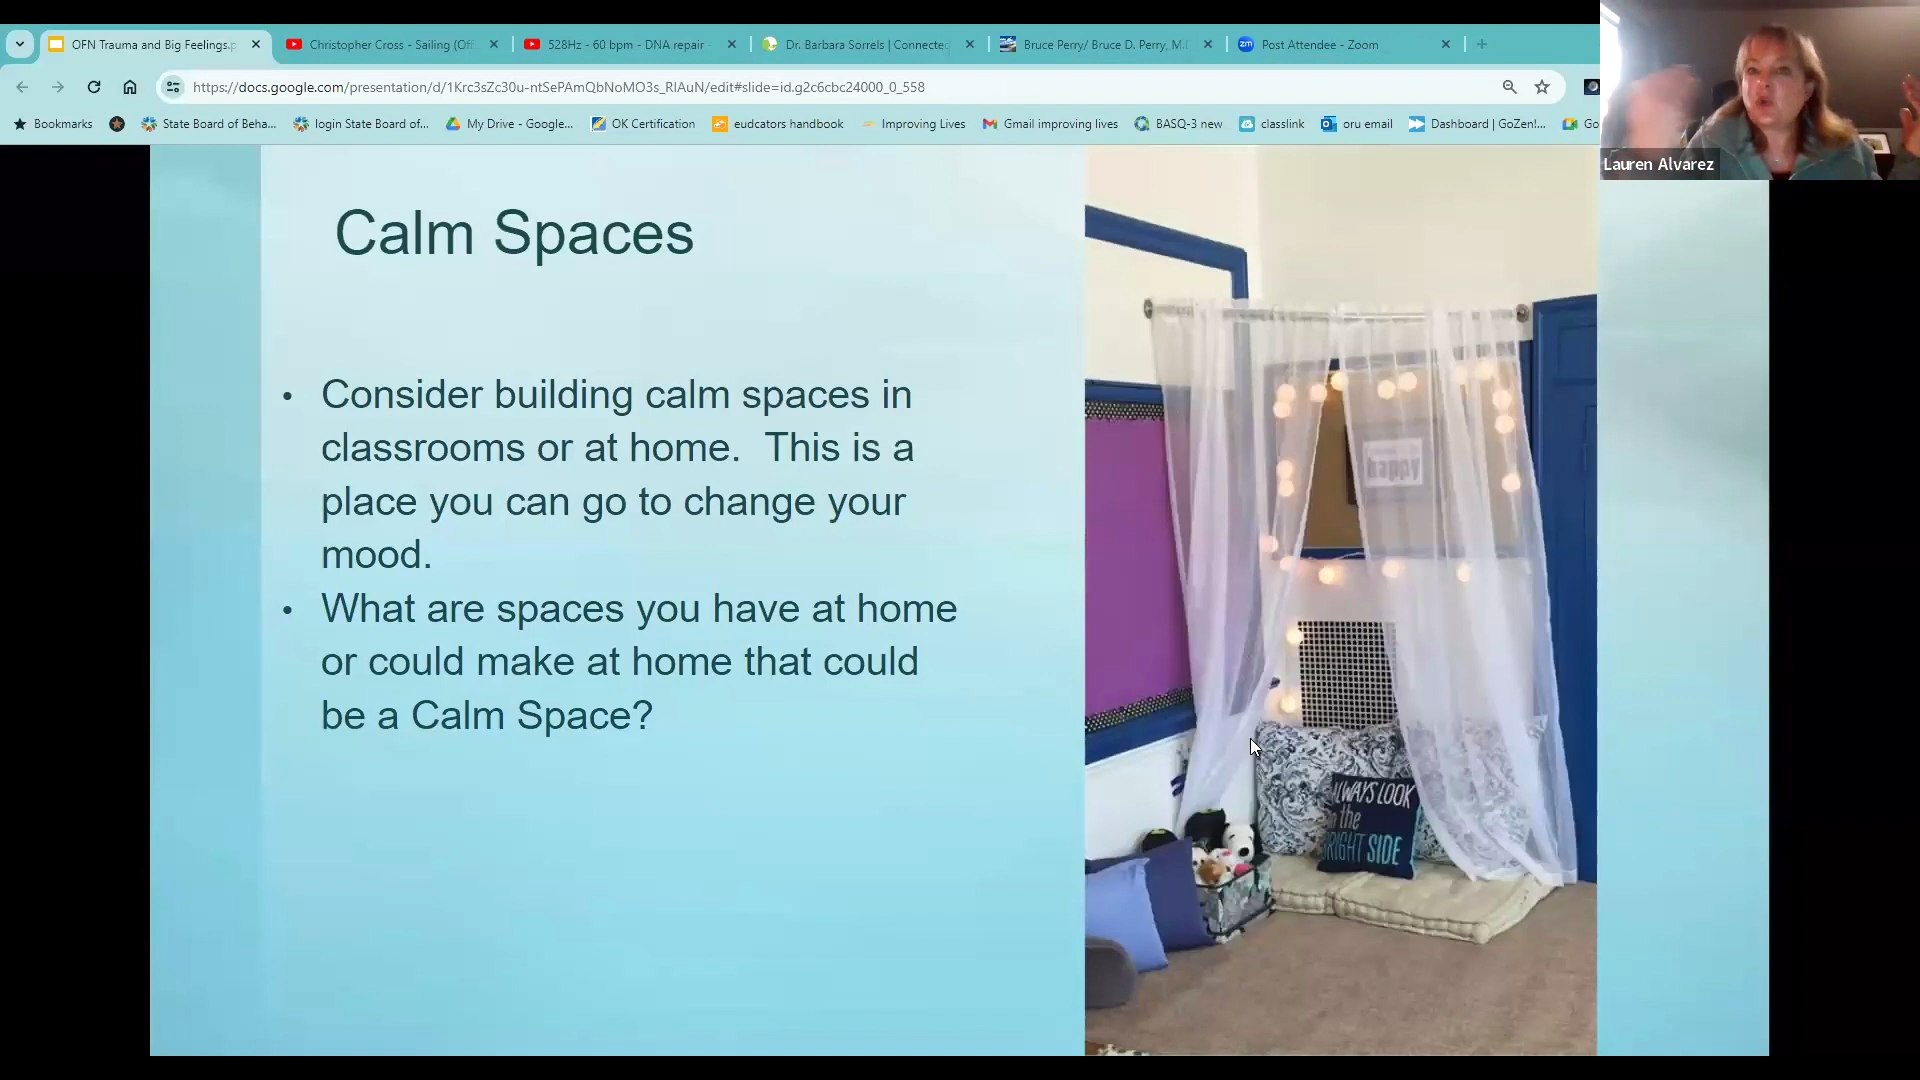 OFN Trauma and Big Feelings.p
Christopher Cross - Sailing (Offi
528Hz - 60 bpm - DNA repair
Dr. Barbara Sorrels | Connected
Bruce Perry/ Bruce D. Perry, M.D
Post Attendee - Zoom
https://docs.google.com/presentation/d/1Krc3sZc30u-ntSePAmQbNoMO3s_RlAuN/edit#slide=id.g2c6cbc24000_0_558
Bookmarks
State Board of Beha...
login State Board of...
My Drive - Google...
OK Certification
eudcators handbook
Improving Lives
Gmail improving lives
BASQ-3 new
classlink
oru email
Dashboard | GoZen!...
Go
zm
Lauren Alvarez
Calm Spaces
• Consider building calm spaces in
classrooms or at home. This is a
place you can go to change your
mood.
• What are spaces you have at home
or could make at home that could
be a Calm Space?
happy
ALWAYS LOOK
on the
BRIGHT SIDE